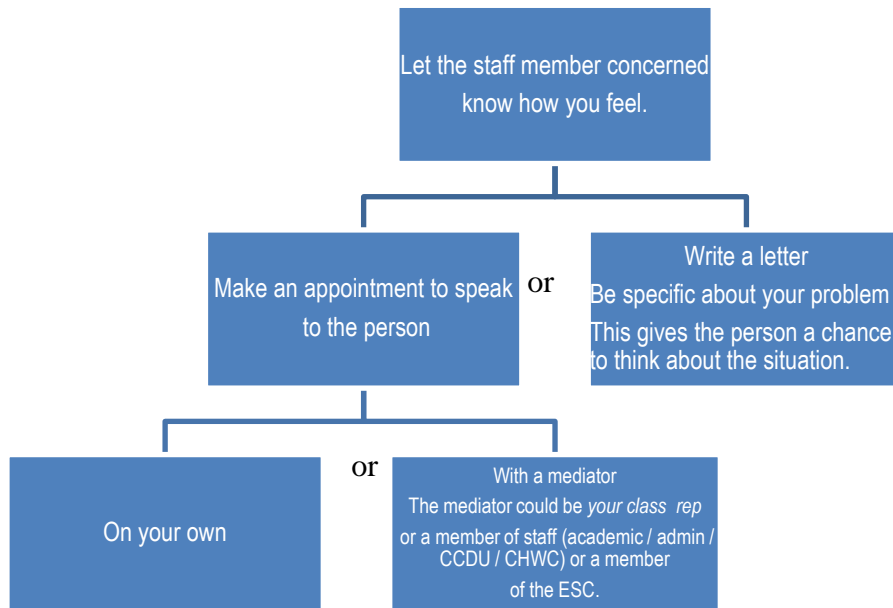 Let the staff member concerned
know how you feel.
Make an appointment to speak
to the person
or
Write a letter
Be specific about your problem
This gives the person a chance
to think about the situation.
On your own
or
With a mediator
The mediator could be your class rep
or a member of staff (academic / admin /
CCDU / CHWC) or a member
of the ESC.